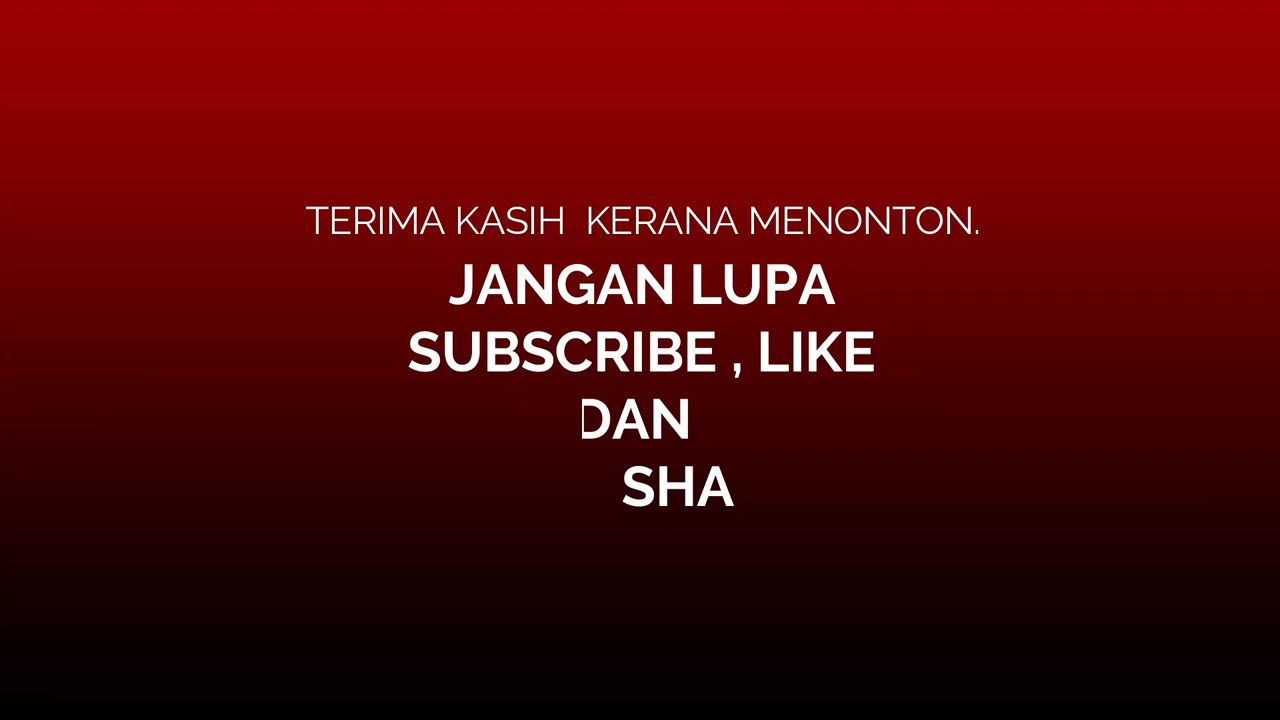 TERIMA KASIH  KERANA MENONTON.
JANGAN LUPA
SUBSCRIBE , LIKE
DAN
SHA